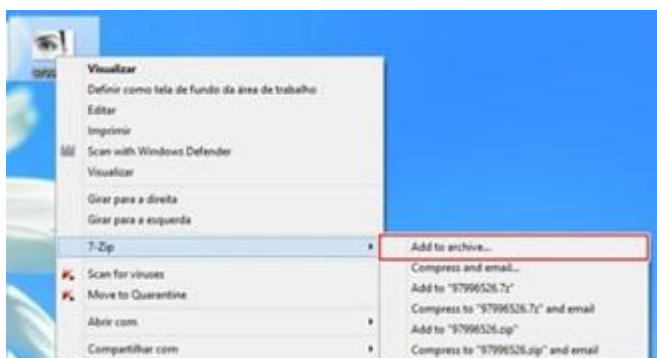 Visualizar
Definir como tela de fundo da área de trabalho
Editar
Imprimir
Scan with Windows Defender
Visualizar
Girar para a direita
Girar para a esquerda
7-Zip
Scan for viruses
Move to Quarantine
Abrir com
Compartilhar com
Add to archive...
Compress and email...
Add to "97996526.7z"
Compress to "97996526.7z" and email
Add to "97996526.zip"
Compress to "97996526.zip" and email